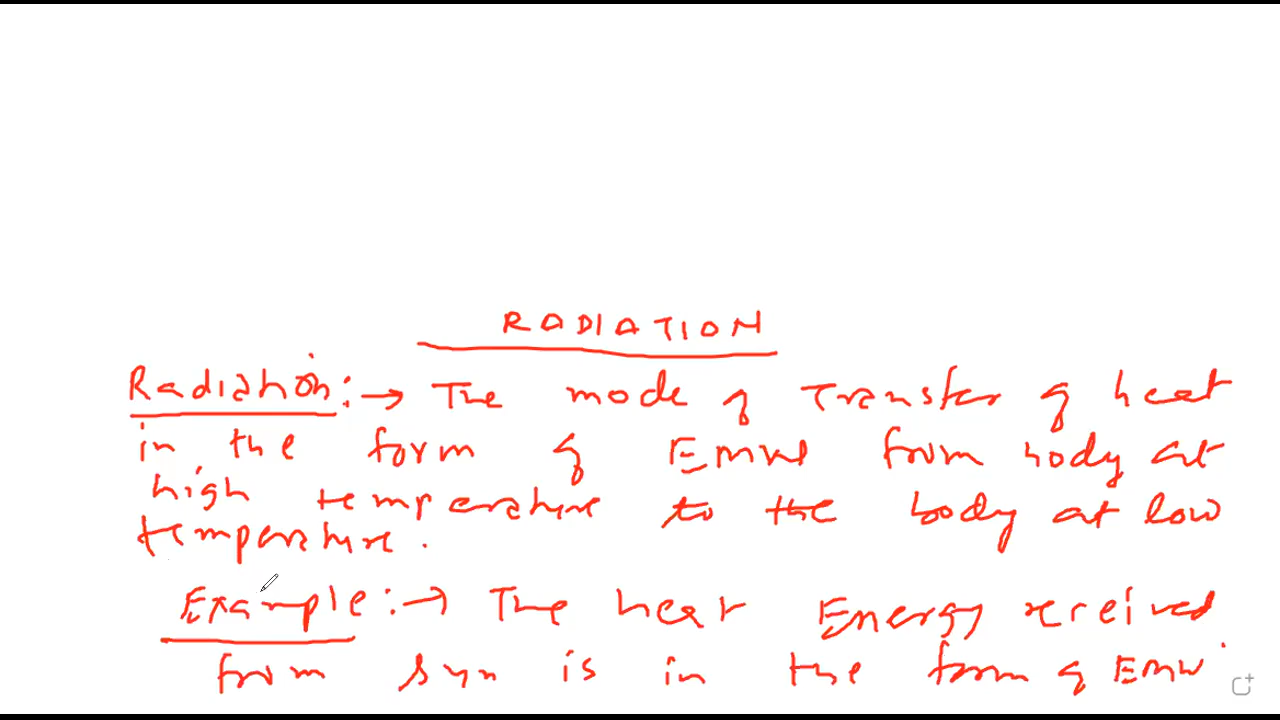 RADIATION
Radiation :→ The mode of Transfer of heat
in the form of EMWs from body at
high temperature to the body at low
temperature.
Example :→ The heat Energy received
from sun is in the form of EMW.